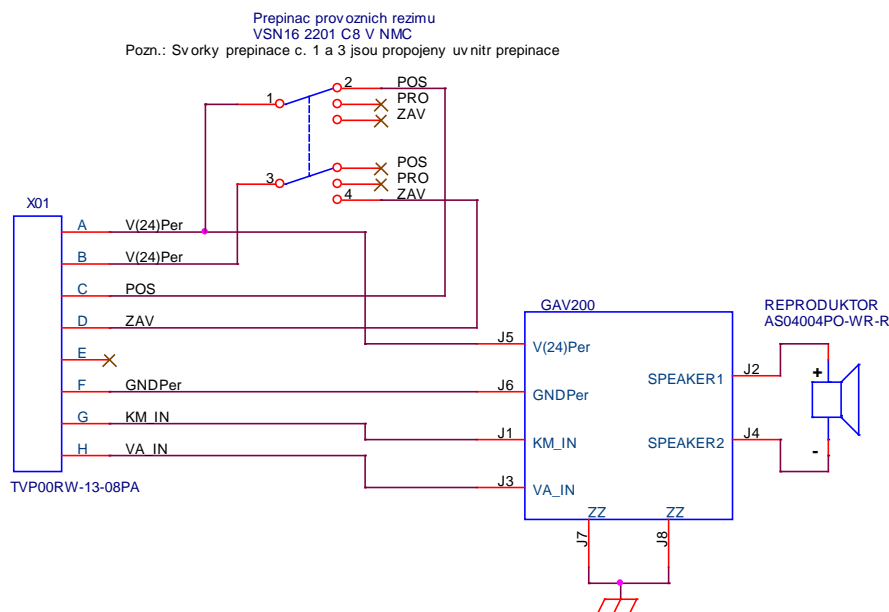 Prepinac provoznich rezimu
VSN16 2201 C8 V NMC
Pozn.: Svorky prepinace c. 1 a 3 jsou propojeny uvnitr prepinace
1
2
POS
PRO
ZAV
3
POS
PRO
4
ZAV
X01
A
V(24)Per
B
V(24)Per
C
POS
D
ZAV
E
F
GNDPer
G
KM_IN
H
VA_IN
TVP00RW-13-08PA
GAV200
J5
V(24)Per
J6
GNDPer
J1
KM_IN
J3
VA_IN
SPEAKER1
J2
SPEAKER2
J4
ZZ
ZZ
J7
J8
REPRODUKTOR
AS04004PO-WR-R
+
-